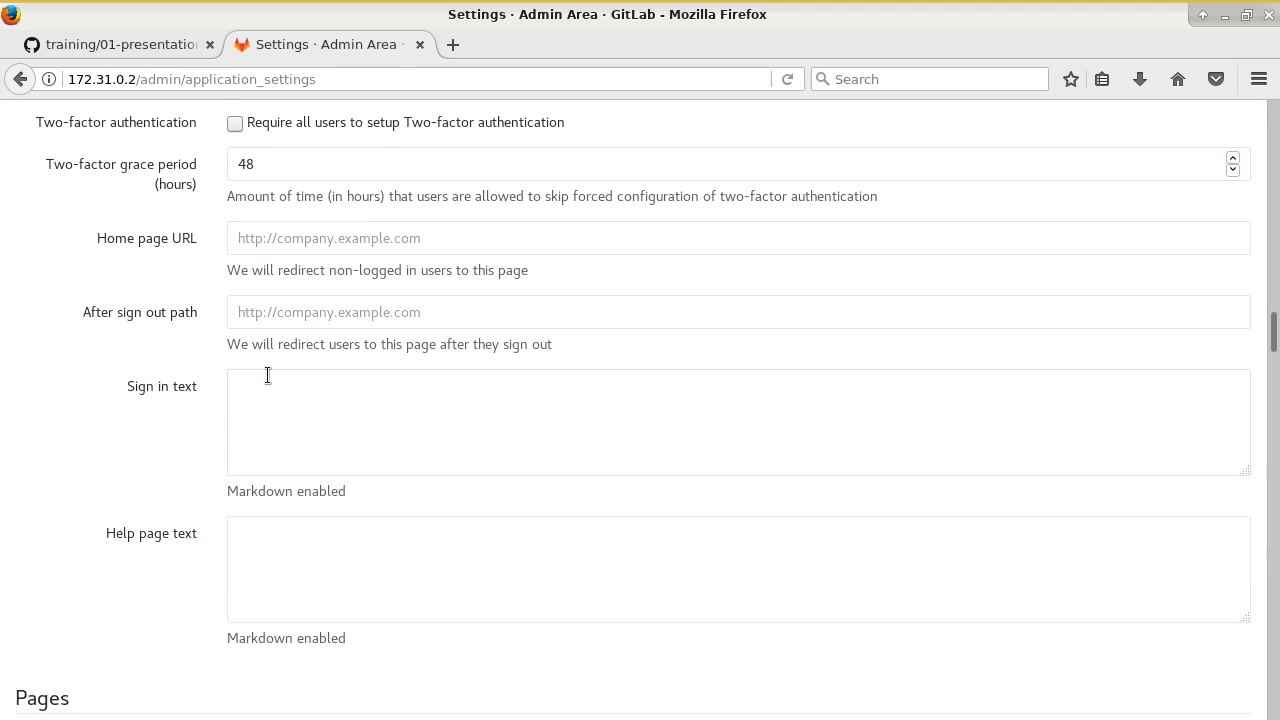 Settings · Admin Area · GitLab - Mozilla Firefox
training/01-presentatio
Settings · Admin Area ·
172.31.0.2/admin/application_settings
Search
Two-factor authentication
Require all users to setup Two-factor authentication
Two-factor grace period
(hours)
48
Amount of time (in hours) that users are allowed to skip forced configuration of two-factor authentication
Home page URL
http://company.example.com
We will redirect non-logged in users to this page
After sign out path
http://company.example.com
We will redirect users to this page after they sign out
Sign in text
Markdown enabled
Help page text
Markdown enabled
Pages